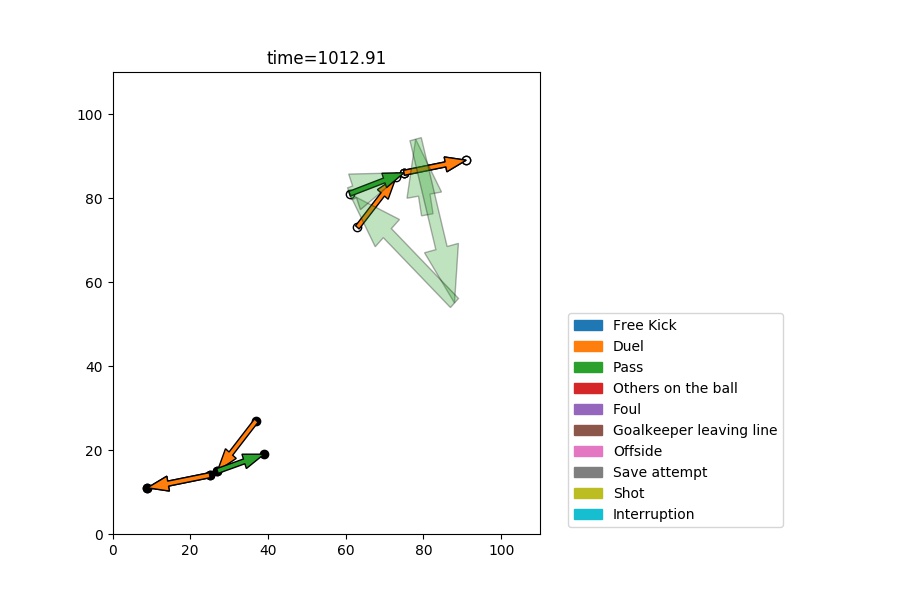 time=1012.91
100
80
60
40
20
0
0 20 40 60 80 100
Free Kick
Duel
Pass
Others on the ball
Foul
Goalkeeper leaving line
Offside
Save attempt
Shot
Interruption